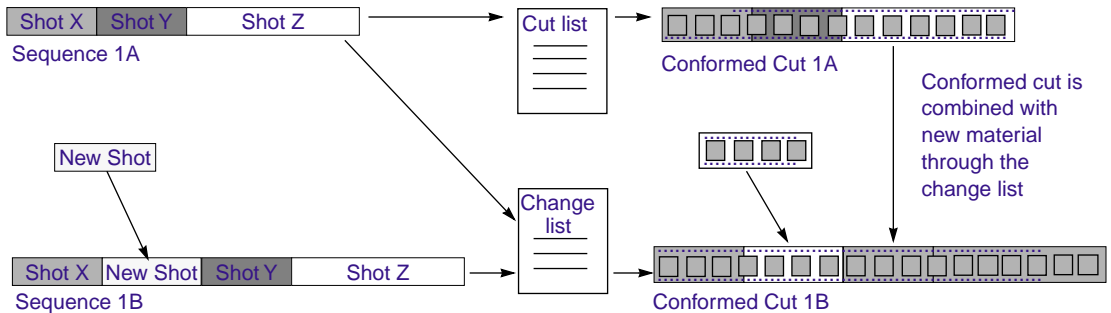 Shot X Shot Y Shot Z
Sequence 1A
Cut list
Conformed Cut 1A
Conformed cut is
combined with
new material
through the
change list
New Shot
Change
list
Shot X New Shot Shot Y Shot Z
Sequence 1B
Conformed Cut 1B